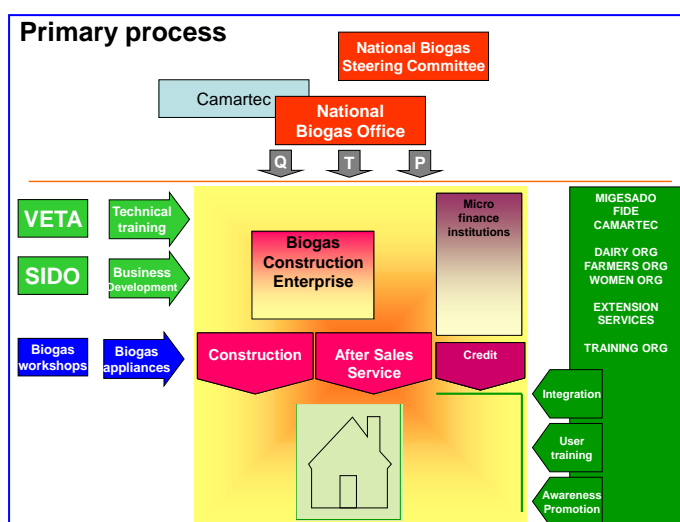 Primary process
National Biogas
Steering Committee
Camartec
National
Biogas Office
Q
T
P
VETA
Technical
training
SIDO
Business
Development
Biogas
workshops
Biogas
appliances
Biogas
Construction
Enterprise
Micro
finance
institutions
Construction
After Sales
Service
Credit
MIGESADO
FIDE
CAMARTEC
DAIRY ORG
FARMERS ORG
WOMEN ORG
EXTENSION
SERVICES
TRAINING ORG
Integration
User
training
Awareness
Promotion